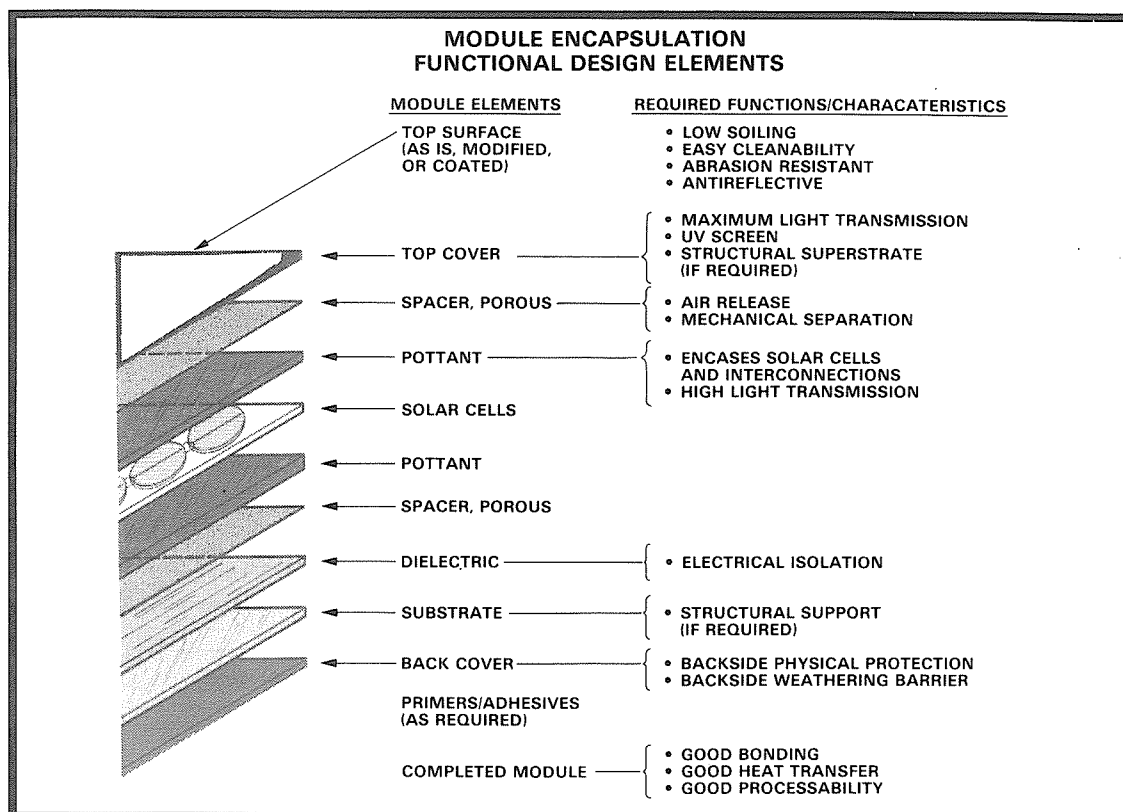 MODULE ENCAPSULATION
FUNCTIONAL DESIGN ELEMENTS
MODULE ELEMENTS
REQUIRED FUNCTIONS/CHARACATERISTICS
TOP SURFACE
(AS IS, MODIFIED,
OR COATED)
• LOW SOILING
• EASY CLEANABILITY
• ABRASION RESISTANT
• ANTIREFLECTIVE
TOP COVER
• MAXIMUM LIGHT TRANSMISSION
• UV SCREEN
• STRUCTURAL SUPERSTRATE
(IF REQUIRED)
SPACER, POROUS
• AIR RELEASE
• MECHANICAL SEPARATION
POTTANT
• ENCASES SOLAR CELLS
AND INTERCONNECTIONS
• HIGH LIGHT TRANSMISSION
SOLAR CELLS
POTTANT
SPACER, POROUS
DIELECTRIC
• ELECTRICAL ISOLATION
SUBSTRATE
• STRUCTURAL SUPPORT
(IF REQUIRED)
BACK COVER
• BACKSIDE PHYSICAL PROTECTION
• BACKSIDE WEATHERING BARRIER
PRIMERS/ADHESIVES
(AS REQUIRED)
COMPLETED MODULE
• GOOD BONDING
• GOOD HEAT TRANSFER
• GOOD PROCESSABILITY